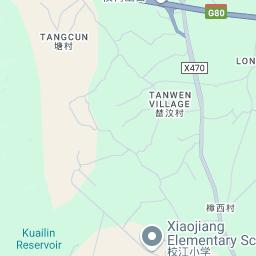 G80
TANGCUN
塘村
X470
LON
TANWEN
VILLAGE
替汶村
樟西村
Kuailin
Reservoir
Xiaojiang
Elementary Sc
校江小学